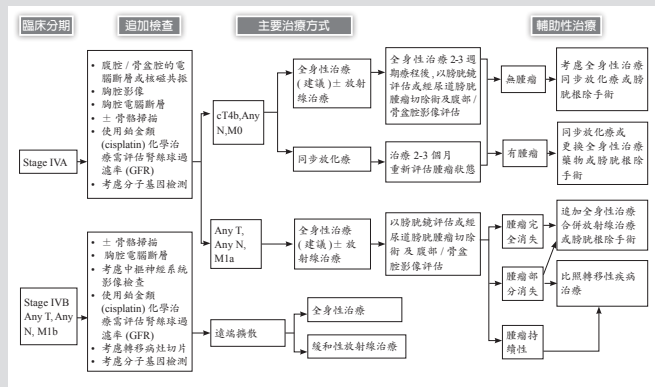 臨床分期
追加檢查
主要治療方式
輔助性治療
Stage IVA
• 腹腔 / 骨盆腔的電
腦斷層或核磁共振
• 胸腔影像
• 胸腔電腦斷層
• ± 骨骼掃描
• 使用鉑金類
(cisplatin) 化學治
療需評估腎絲球過
濾率 (GFR)
• 考慮分子基因檢測
cT4b,Any
N,M0
全身性治療
( 建議 ) ± 放射
線治療
全身性治療 2-3 週
期療程後, 以膀胱鏡
評估或經尿道膀胱
腫瘤切除術及腹部 /
骨盆腔影像評估
同步放化療
治療 2-3 個月
重新評估腫瘤狀態
無腫瘤
考慮全身性治療
同步放化療或膀
胱根除手術
有腫瘤
同步放化療或
更換全身性治療
藥物或膀胱根除
手術
Any T,
Any N,
M1a
全身性治療
( 建議 ) ± 放
射線治療
以膀胱鏡評估或經
尿道膀胱腫瘤切除
術 及 腹部 / 骨盆
腔影像評估
腫瘤完
全消失
追加全身性治療
合併放射線治療
或膀胱根除手術
腫瘤部
分消失
比照轉移性疾病
治療
腫瘤持
續性
Stage IVB
Any T, Any
N, M1b
• ± 骨骼掃描
• 胸腔電腦斷層
• 考慮中樞神經系統
影像檢查
• 使用鉑金類
(cisplatin) 化學治
療需評估腎絲球過
濾率 (GFR)
• 考慮轉移病灶切片
• 考慮分子基因檢測
遠端擴散
全身性治療
緩和性放射線治療